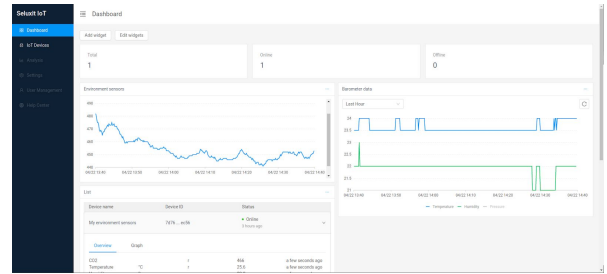 Seluxit IoT
Dashboard
Dashboard
IoT Devices
Analysis
Settings
User Management
Help Center
Add widget
Edit widgets
Total
1
Online
1
Offline
0
Environment sensors
490
480
470
460
450
440
04/22 13:40 04/22 13:50 04/22 14:00 04/22 14:10 04/22 14:20 04/22 14:30 04/22 14:40
Barometer data
Last Hour
24
23.5
23
22
21.5
21
04/22 13:40 04/22 13:50 04/22 14:00 04/22 14:10 04/22 14:20 04/22 14:30 04/22 14:40
Temperature Humidity Pressure
List
Device name Device ID Status
My environment sensors 7d76 ... ec56 Online
3 hours ago
Overview Graph
CO2 r 466 a few seconds ago
Temperature °C r 25.6 a few seconds ago